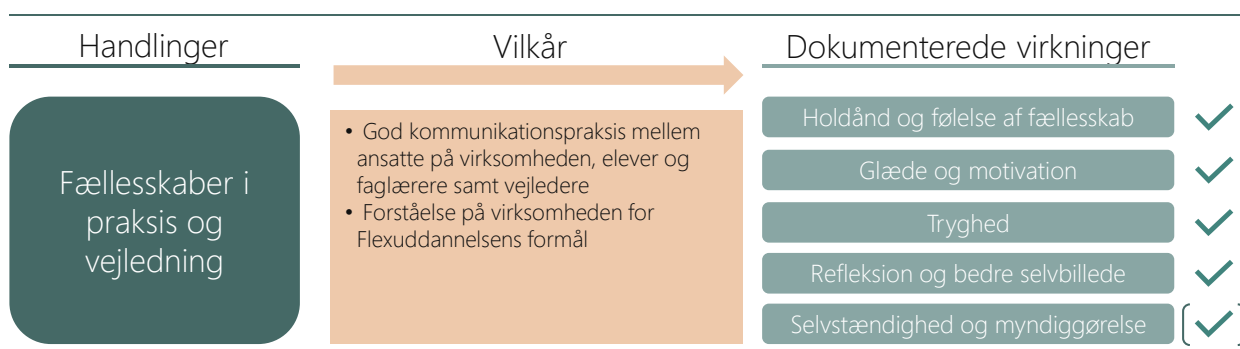 Handlinger
Vilkår
Dokumenterede virkninger
Fællesskaber i
praksis og
vejledning
• God kommunikationspraksis mellem
ansatte på virksomheden, elever og
faglærere samt vejledere
• Forståelse på virksomheden for
Flexuddannelsens formål
Holdånd og følelse af fællesskab
Glæde og motivation
Tryghed
Refleksion og bedre selvbillede
Selvstændighed og myndiggørelse